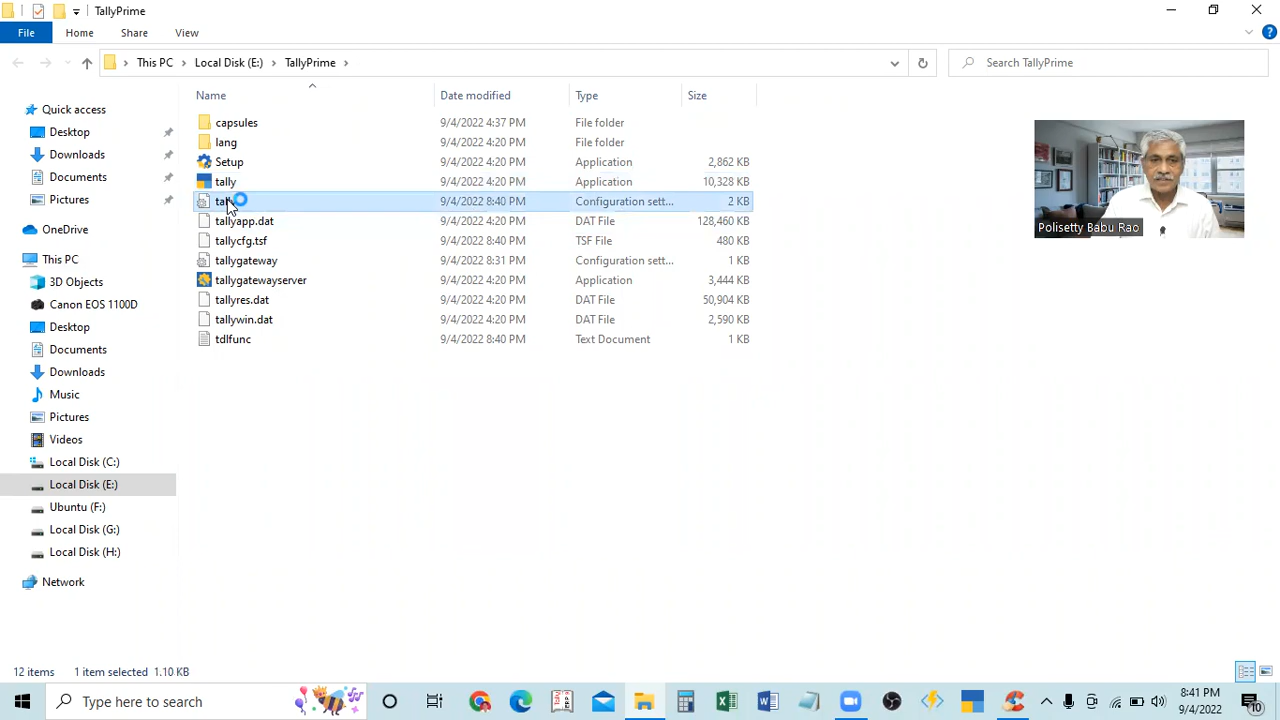 TallyPrime
File Home Share View
This PC Local Disk (E:) TallyPrime
Search TallyPrime
Name Date modified Type Size
Quick access
Desktop
Downloads
Documents
Pictures
OneDrive
This PC
3D Objects
Canon EOS 1100D
Desktop
Documents
Downloads
Music
Pictures
Videos
Local Disk (C:)
Local Disk (E:)
Ubuntu (F:)
Local Disk (G:)
Local Disk (H:)
Network
capsules 9/4/2022 4:37 PM File folder
lang 9/4/2022 4:20 PM File folder
Setup 9/4/2022 4:20 PM Application 2,862 KB
tally 9/4/2022 4:20 PM Application 10,328 KB
9/4/2022 8:40 PM Configuration sett... 2 KB
tallyapp.dat 9/4/2022 4:20 PM DAT File 128,460 KB
tallycfg.tsf 9/4/2022 8:40 PM TSF File 480 KB
tallygateway 9/4/2022 8:31 PM Configuration sett... 1 KB
tallygatewayserver 9/4/2022 4:20 PM Application 3,444 KB
tallyres.dat 9/4/2022 4:20 PM DAT File 50,904 KB
tallywin.dat 9/4/2022 4:20 PM DAT File 2,590 KB
tdlfunc 9/4/2022 8:40 PM Text Document 1 KB
Polisetty Babu Rao
12 items 1 item selected 1.10 KB
Type here to search
8:41 PM
9/4/2022
10